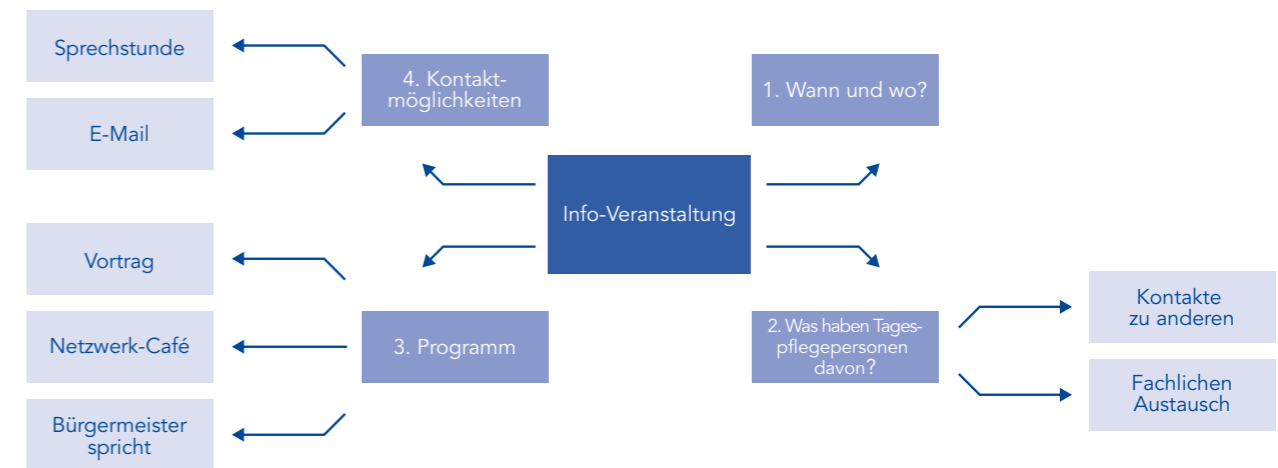 Info-Veranstaltung
1. Wann und wo?
2. Was haben Tages-
pflegepersonen
davon?
Kontakte
zu anderen
Fachlichen
Austausch
3. Programm
Vortrag
Netzwerk-Café
Bürgermeister
spricht
4. Kontakt-
möglichkeiten
Sprechstunde
E-Mail